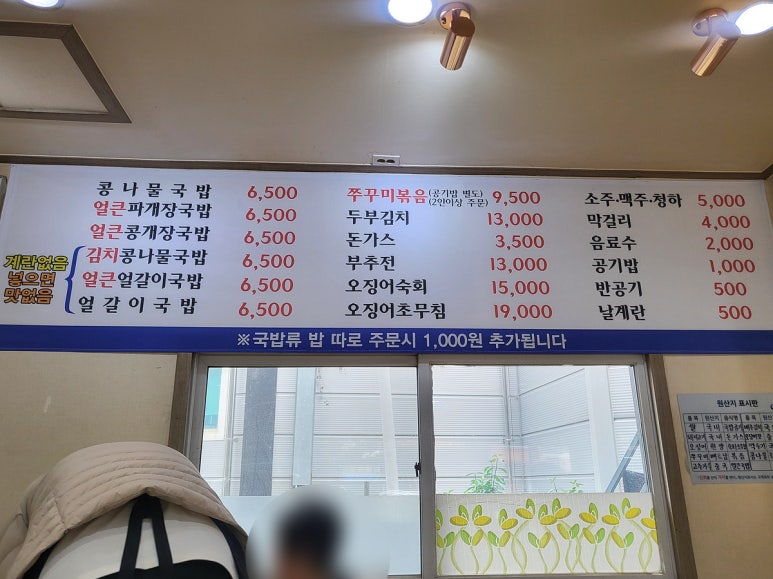 콩나물국밥 6,500
얼큰파개장국밥 6,500
얼큰콩개장국밥 6,500
계란없음
넣으면
맛없음
김치콩나물국밥 6,500
얼큰얼갈이국밥 6,500
얼갈이국밥 6,500
쭈꾸미볶음 (공기밥 별도) (2인이상 주문) 9,500
두부김치 13,000
돈가스 3,500
부추전 13,000
오징어숙회 15,000
오징어초무침 19,000
소주·맥주·청하 5,000
막걸리 4,000
음료수 2,000
공기밥 1,000
반공기 500
날계란 500
※국밥류 밥 따로 주문시 1,000원 추가됩니다
원산지 표시판